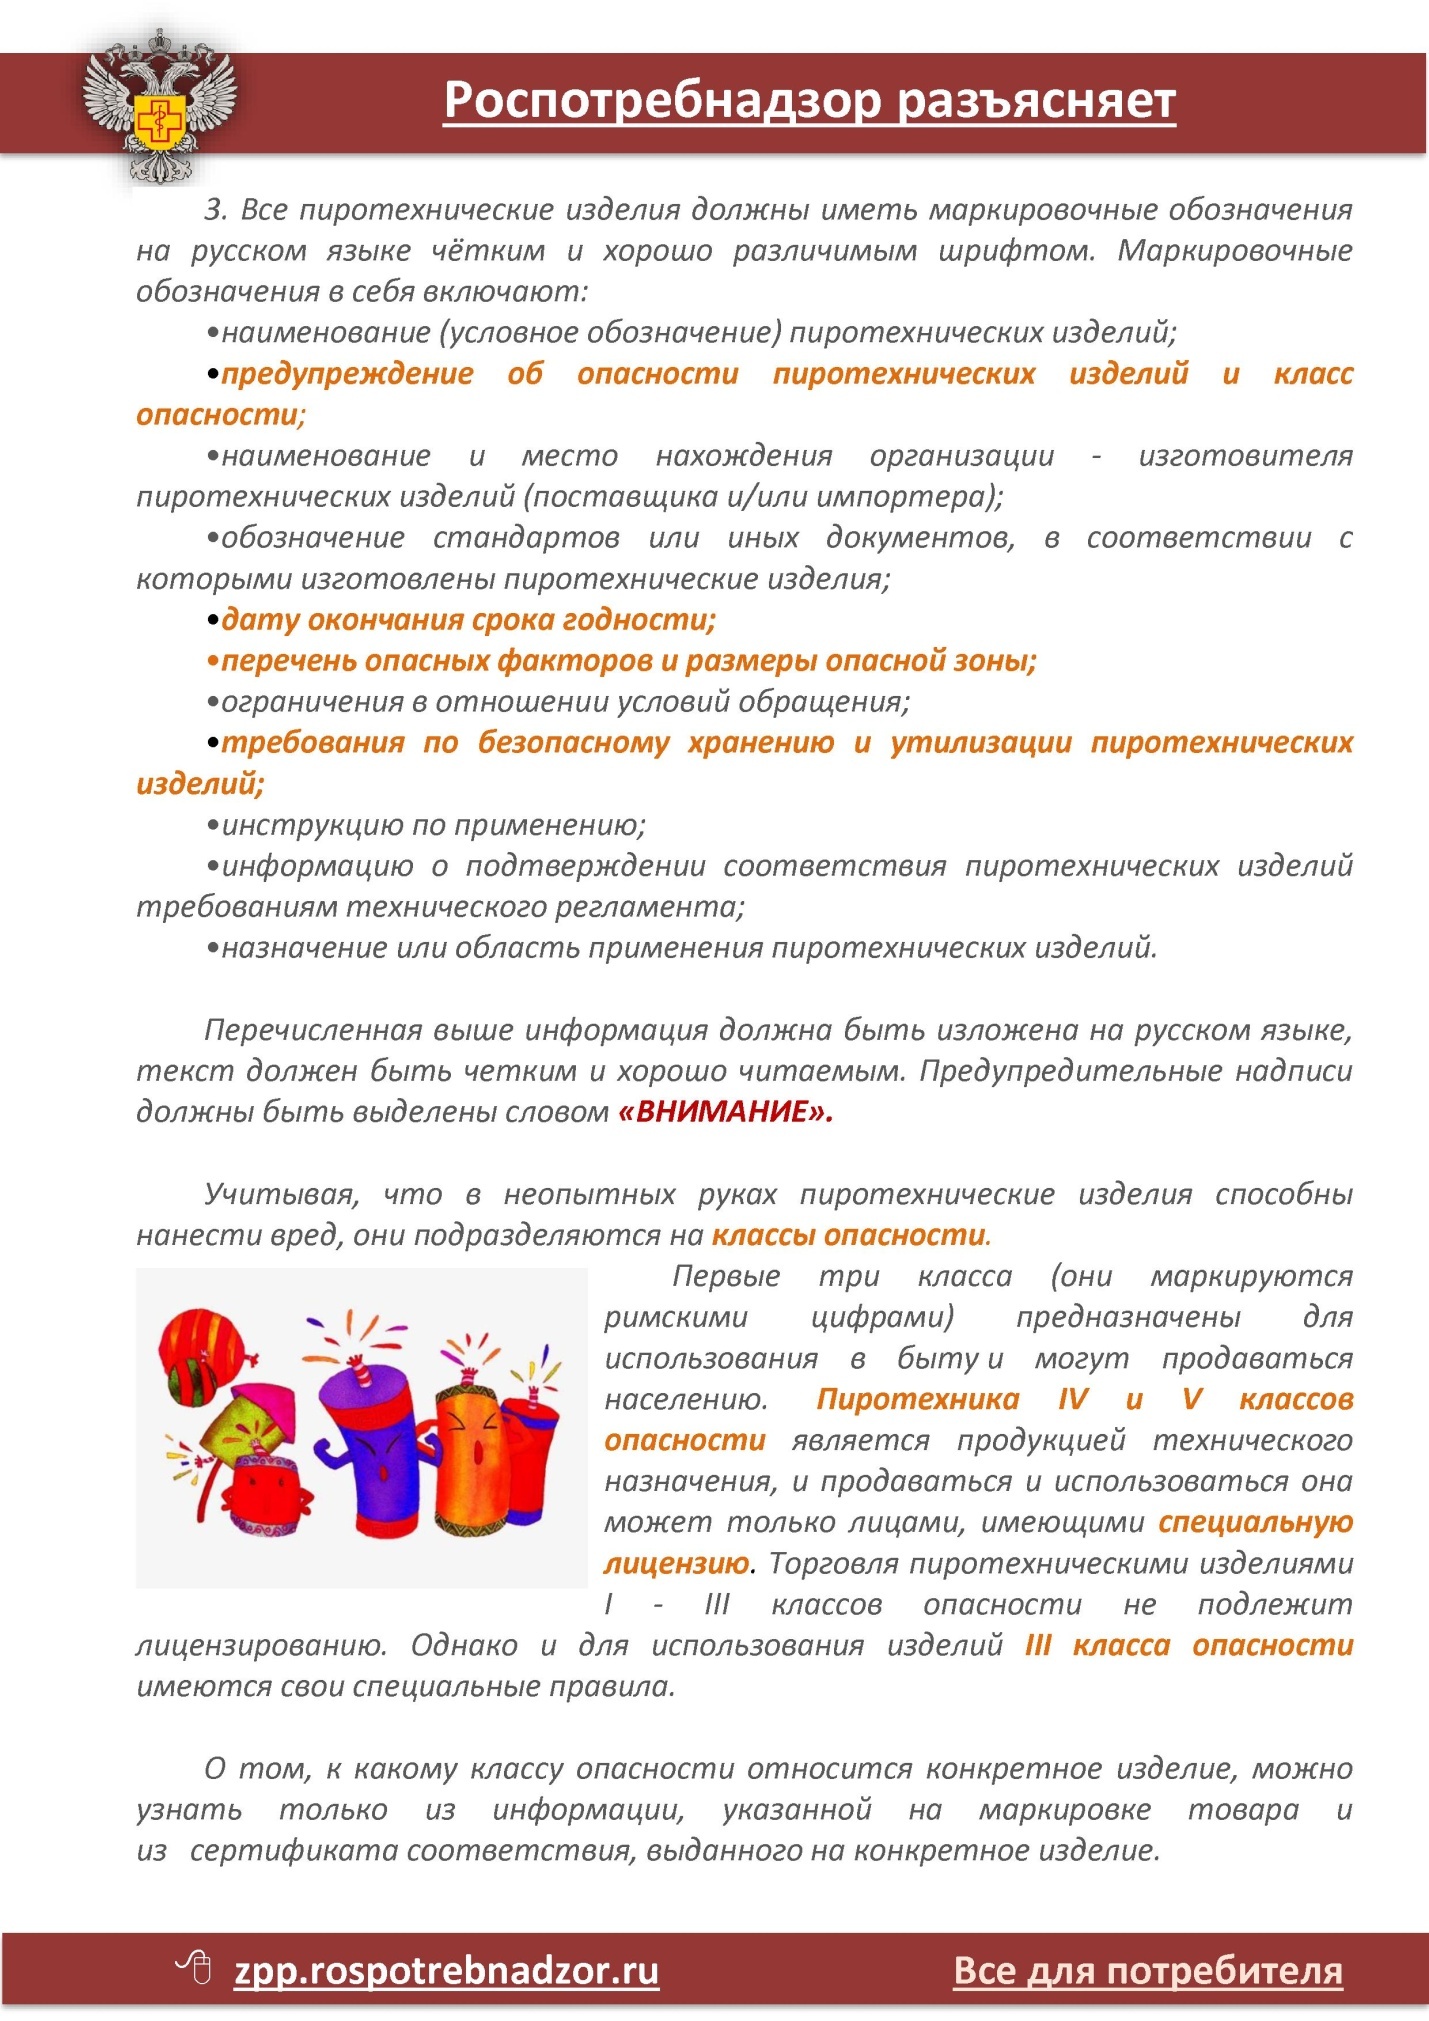 Роспотребнадзор разъясняет
3. Все пиротехнические изделия должны иметь маркировочные обозначения
на русском языке чётким и хорошо различимым шрифтом. Маркировочные
обозначения в себя включают:
•наименование (условное обозначение) пиротехнических изделий;
•предупреждение об опасности пиротехнических изделий и класс
опасности;
•наименование и место нахождения организации - изготовителя
пиротехнических изделий (поставщика и/или импортера);
•обозначение стандартов или иных документов, в соответствии с
которыми изготовлены пиротехнические изделия;
•дату окончания срока годности;
•перечень опасных факторов и размеры опасной зоны;
•ограничения в отношении условий обращения;
•требования по безопасному хранению и утилизации пиротехнических
изделий;
•инструкцию по применению;
•информацию о подтверждении соответствия пиротехнических изделий
требованиям технического регламента;
•назначение или область применения пиротехнических изделий.
Перечисленная выше информация должна быть изложена на русском языке,
текст должен быть четким и хорошо читаемым. Предупредительные надписи
должны быть выделены словом «ВНИМАНИЕ».
Учитывая, что в неопытных руках пиротехнические изделия способны
нанести вред, они подразделяются на классы опасности.
Первые три класса (они маркируются
римскими цифрами) предназначены для
использования в быту и могут продаваться
населению. Пиротехника IV и V классов
опасности является продукцией технического
назначения, и продаваться и использоваться она
может только лицами, имеющими специальную
лицензию. Торговля пиротехническими изделиями
I - III классов опасности не подлежит
лицензированию. Однако и для использования изделий III класса опасности
имеются свои специальные правила.
О том, к какому классу опасности относится конкретное изделие, можно
узнать только из информации, указанной на маркировке товара и
из сертификата соответствия, выданного на конкретное изделие.
zpp.rospotrebnadzor.ru
Все для потребителя